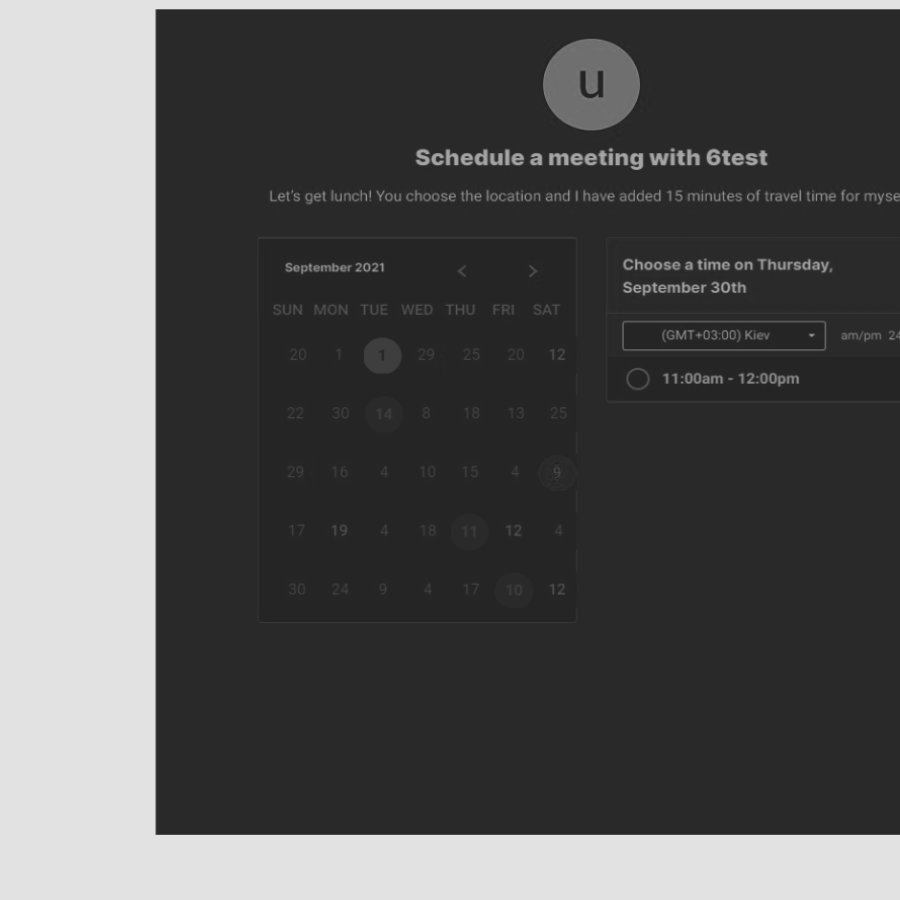 u
Schedule a meeting with 6test
Let's get lunch! You choose the location and I have added 15 minutes of travel time for myse
September 2021
SUN MON TUE WED THU FRI SAT
20 1 1 29 25 20 12
22 30 14 8 18 13 25
29 16 4 10 15 4 9
17 19 4 18 11 12 4
30 24 9 4 17 10 12
Choose a time on Thursday,
September 30th
(GMT+03:00) Kiev am/pm 24
11:00am - 12:00pm